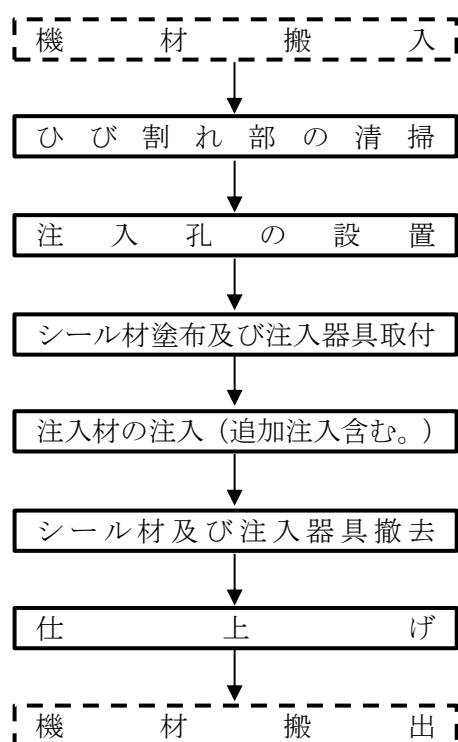 機材搬入
ひび割れ部の清掃
注入孔の設置
シール材塗布及び注入器具取付
注入材の注入（追加注入含む。）
シール材及び注入器具撤去
仕上げ
機材搬出